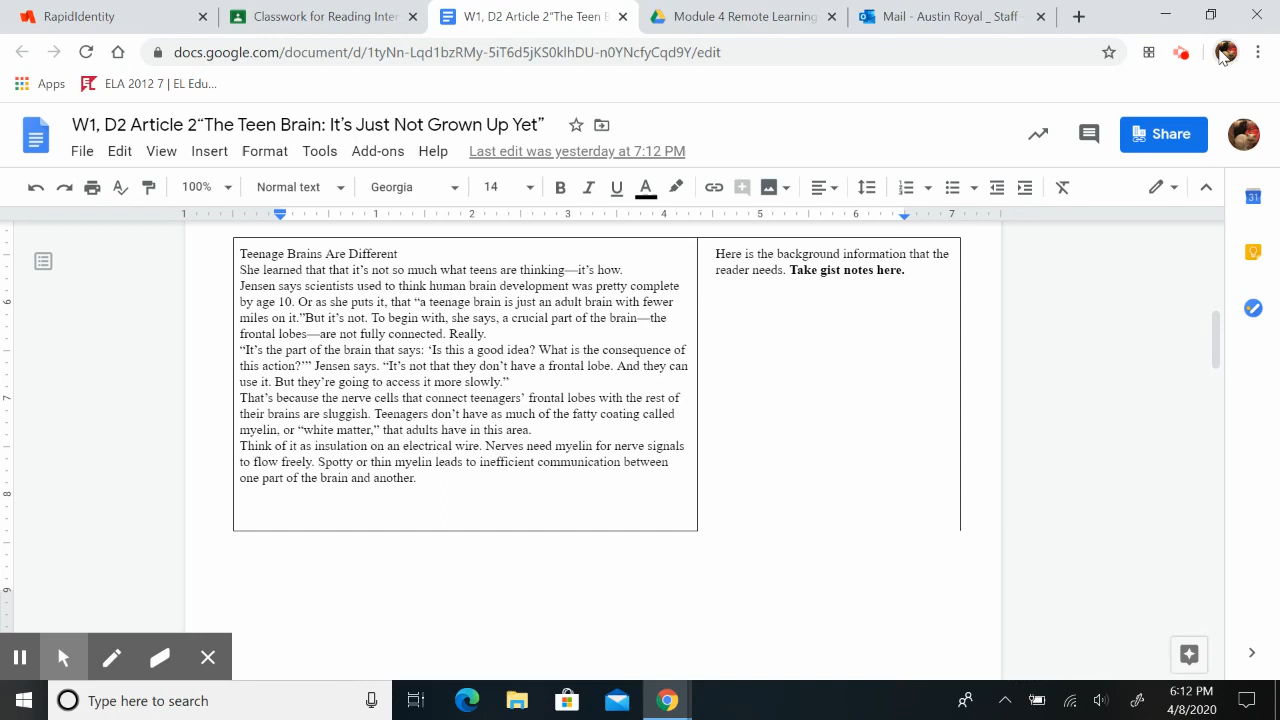 RapidIdentity
Classwork for Reading Inter
W1, D2 Article 2“The Teen B
Module 4 Remote Learning
Mail - Austin Royal _ Staff -
docs.google.com/document/d/1tyNn-Lqd1bzRMy-5iT6d5jKS0klhDU-n0YNcfyCqd9Y/edit
Apps
ELA 2012 7 | EL Edu...
W1, D2 Article 2“The Teen Brain: It’s Just Not Grown Up Yet”
File Edit View Insert Format Tools Add-ons Help Last edit was yesterday at 7:12 PM
Share
100% Normal text Georgia 14 B I U A
1 1 2 3 4 5 6 7
31
6
7
8
9
Teenage Brains Are Different
She learned that that it’s not so much what teens are thinking—it’s how.
Jensen says scientists used to think human brain development was pretty complete
by age 10. Or as she puts it, that “a teenage brain is just an adult brain with fewer
miles on it.”But it’s not. To begin with, she says, a crucial part of the brain—the
frontal lobes—are not fully connected. Really.
“It’s the part of the brain that says: ‘Is this a good idea? What is the consequence of
this action?’” Jensen says. “It’s not that they don’t have a frontal lobe. And they can
use it. But they’re going to access it more slowly.”
That’s because the nerve cells that connect teenagers’ frontal lobes with the rest of
their brains are sluggish. Teenagers don’t have as much of the fatty coating called
myelin, or “white matter,” that adults have in this area.
Think of it as insulation on an electrical wire. Nerves need myelin for nerve signals
to flow freely. Spotty or thin myelin leads to inefficient communication between
one part of the brain and another.
Here is the background information that the
reader needs. Take gist notes here.
Type here to search
6:12 PM
4/8/2020